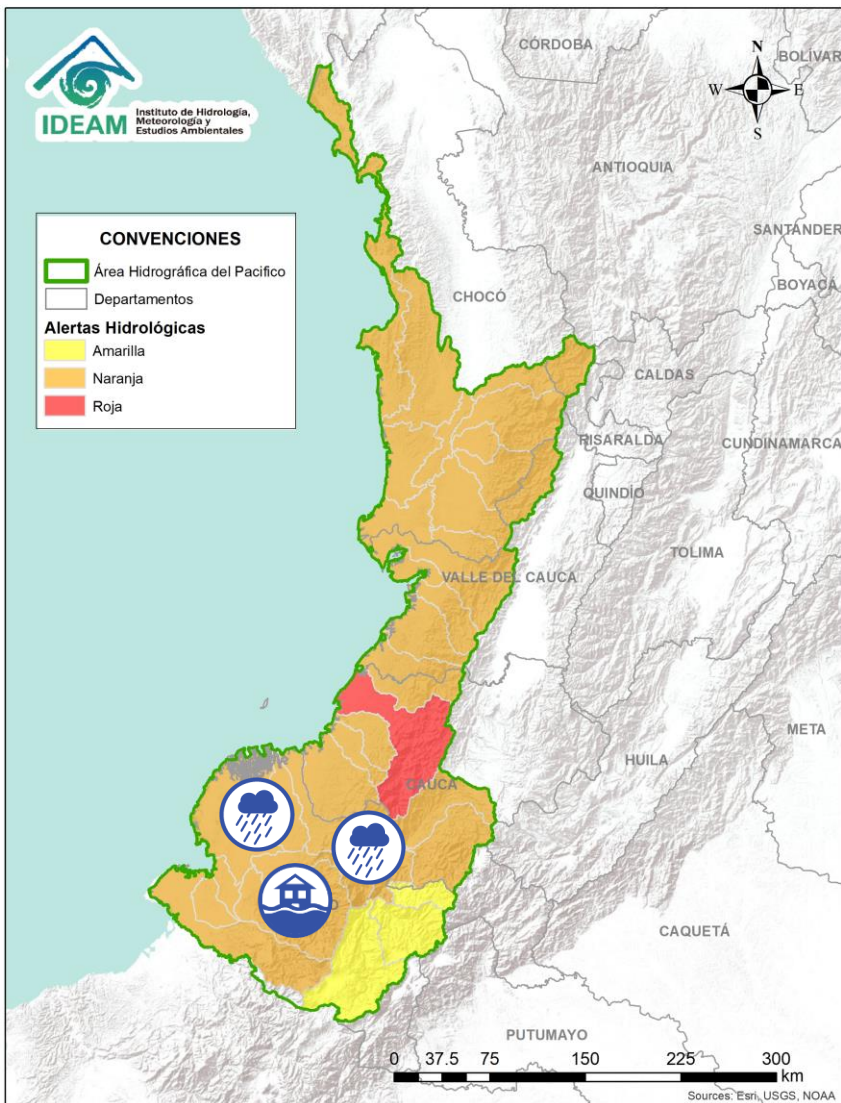 IDEAM
Instituto de Hidrología,
Meteorología y
Estudios Ambientales
CÓRDOBA
BOLÍVAR
N
W
E
S
ANTIOQUIA
SANTANDER
BOYACÁ
CONVENCIONES
Área Hidrográfica del Pacifico
Departamentos
Alertas Hidrológicas
Amarilla
Naranja
Roja
CHOCÓ
CALDAS
RISARALDA
CUNDINAMARCA
QUINDÍO
TOLIMA
VALLE DEL CAUCA
META
HUILA
CAUCA
CAQUETÁ
PUTUMAYO
0 37.5 75 150 225 300
km
Sources: Esri, USGS, NOAA